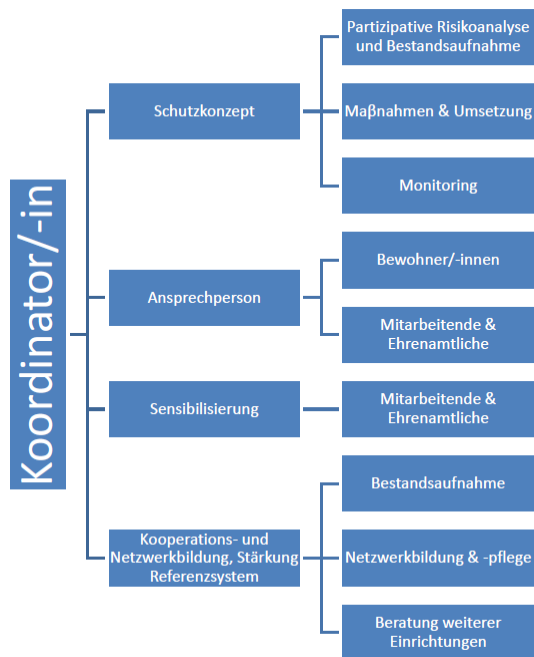 Koordinator/-in
Schutzkonzept
Partizipative Risikoanalyse
und Bestandsaufnahme
Maβnahmen & Umsetzung
Monitoring
Ansprechperson
Bewohner/-innen
Mitarbeitende &
Ehrenamtliche
Sensibilisierung
Mitarbeitende &
Ehrenamtliche
Kooperations- und
Netzwerkbildung, Stärkung
Referenzsystem
Bestandsaufnahme
Netzwerkbildung & -pflege
Beratung weiterer
Einrichtungen